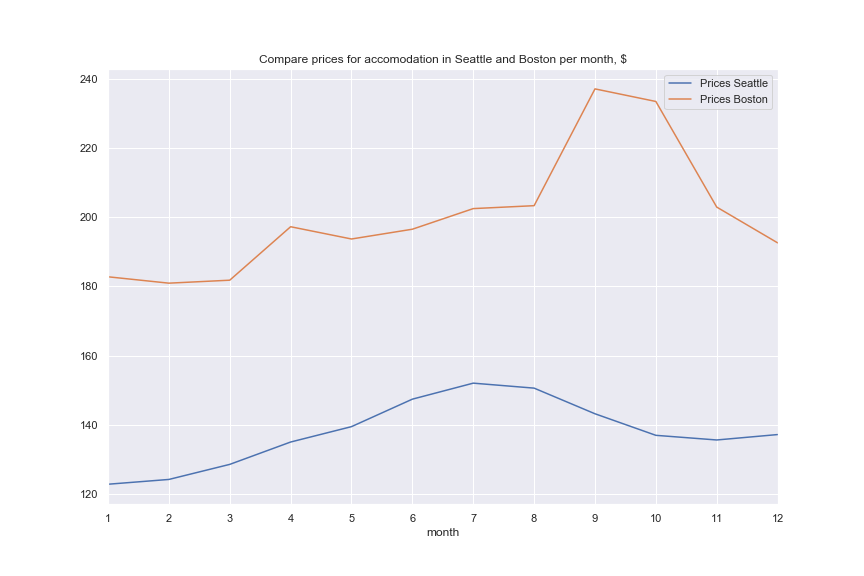 Compare prices for accomodation in Seattle and Boston per month, $
Prices Seattle
Prices Boston
240
220
200
180
160
140
120
1 2 3 4 5 6 7 8 9 10 11 12
month